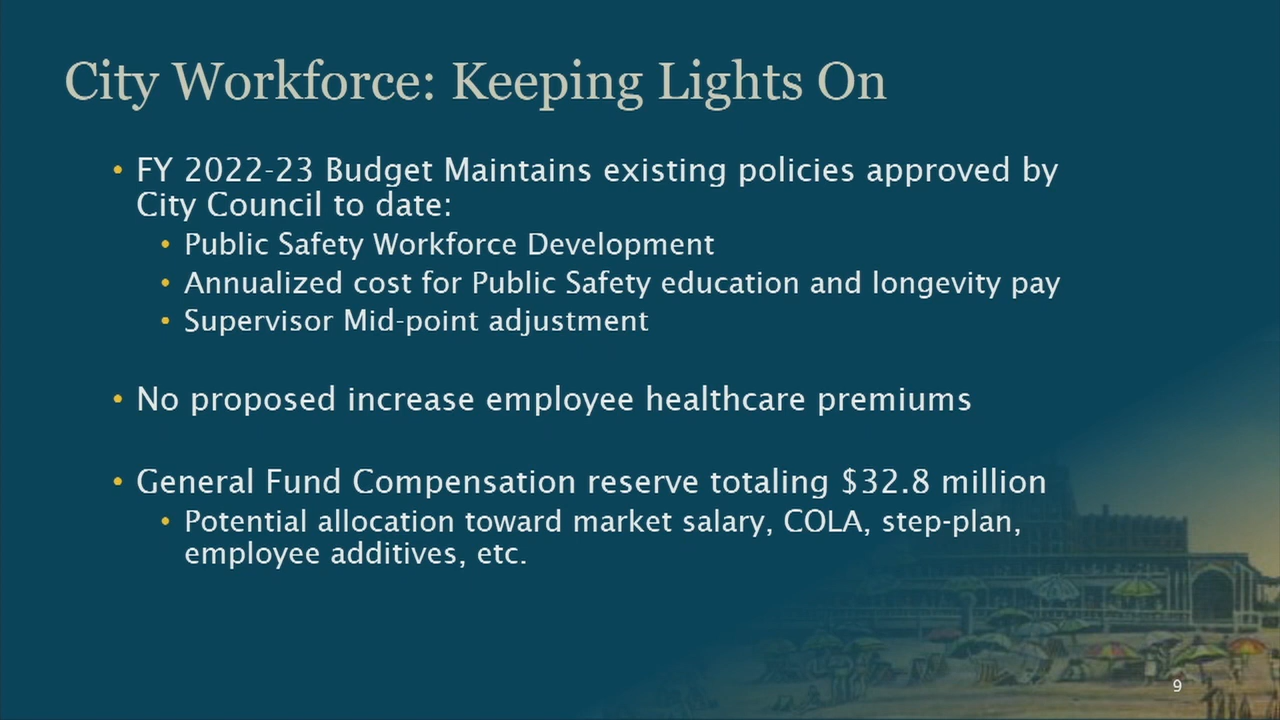 City Workforce: Keeping Lights On
• FY 2022-23 Budget Maintains existing policies approved by
City Council to date:
• Public Safety Workforce Development
• Annualized cost for Public Safety education and longevity pay
• Supervisor Mid-point adjustment
• No proposed increase employee healthcare premiums
• General Fund Compensation reserve totaling $32.8 million
• Potential allocation toward market salary, COLA, step-plan,
employee additives, etc.
9